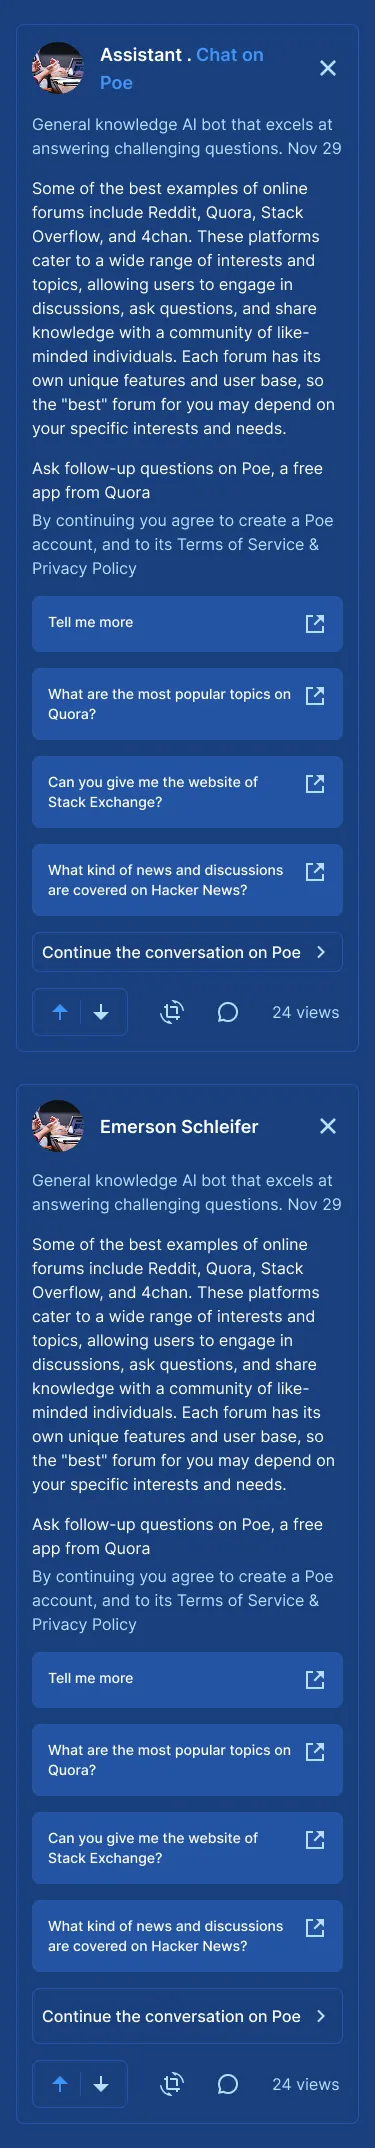 Assistant . Chat on
Poe
General knowledge AI bot that excels at
answering challenging questions. Nov 29
Some of the best examples of online
forums include Reddit, Quora, Stack
Overflow, and 4chan. These platforms
cater to a wide range of interests and
topics, allowing users to engage in
discussions, ask questions, and share
knowledge with a community of like-
minded individuals. Each forum has its
own unique features and user base, so
the "best" forum for you may depend on
your specific interests and needs.
Ask follow-up questions on Poe, a free
app from Quora
By continuing you agree to create a Poe
account, and to its Terms of Service &
Privacy Policy
Tell me more
What are the most popular topics on
Quora?
Can you give me the website of
Stack Exchange?
What kind of news and discussions
are covered on Hacker News?
Continue the conversation on Poe
24 views
Emerson Schleifer
General knowledge AI bot that excels at
answering challenging questions. Nov 29
Some of the best examples of online
forums include Reddit, Quora, Stack
Overflow, and 4chan. These platforms
cater to a wide range of interests and
topics, allowing users to engage in
discussions, ask questions, and share
knowledge with a community of like-
minded individuals. Each forum has its
own unique features and user base, so
the "best" forum for you may depend on
your specific interests and needs.
Ask follow-up questions on Poe, a free
app from Quora
By continuing you agree to create a Poe
account, and to its Terms of Service &
Privacy Policy
Tell me more
What are the most popular topics on
Quora?
Can you give me the website of
Stack Exchange?
What kind of news and discussions
are covered on Hacker News?
Continue the conversation on Poe
24 views